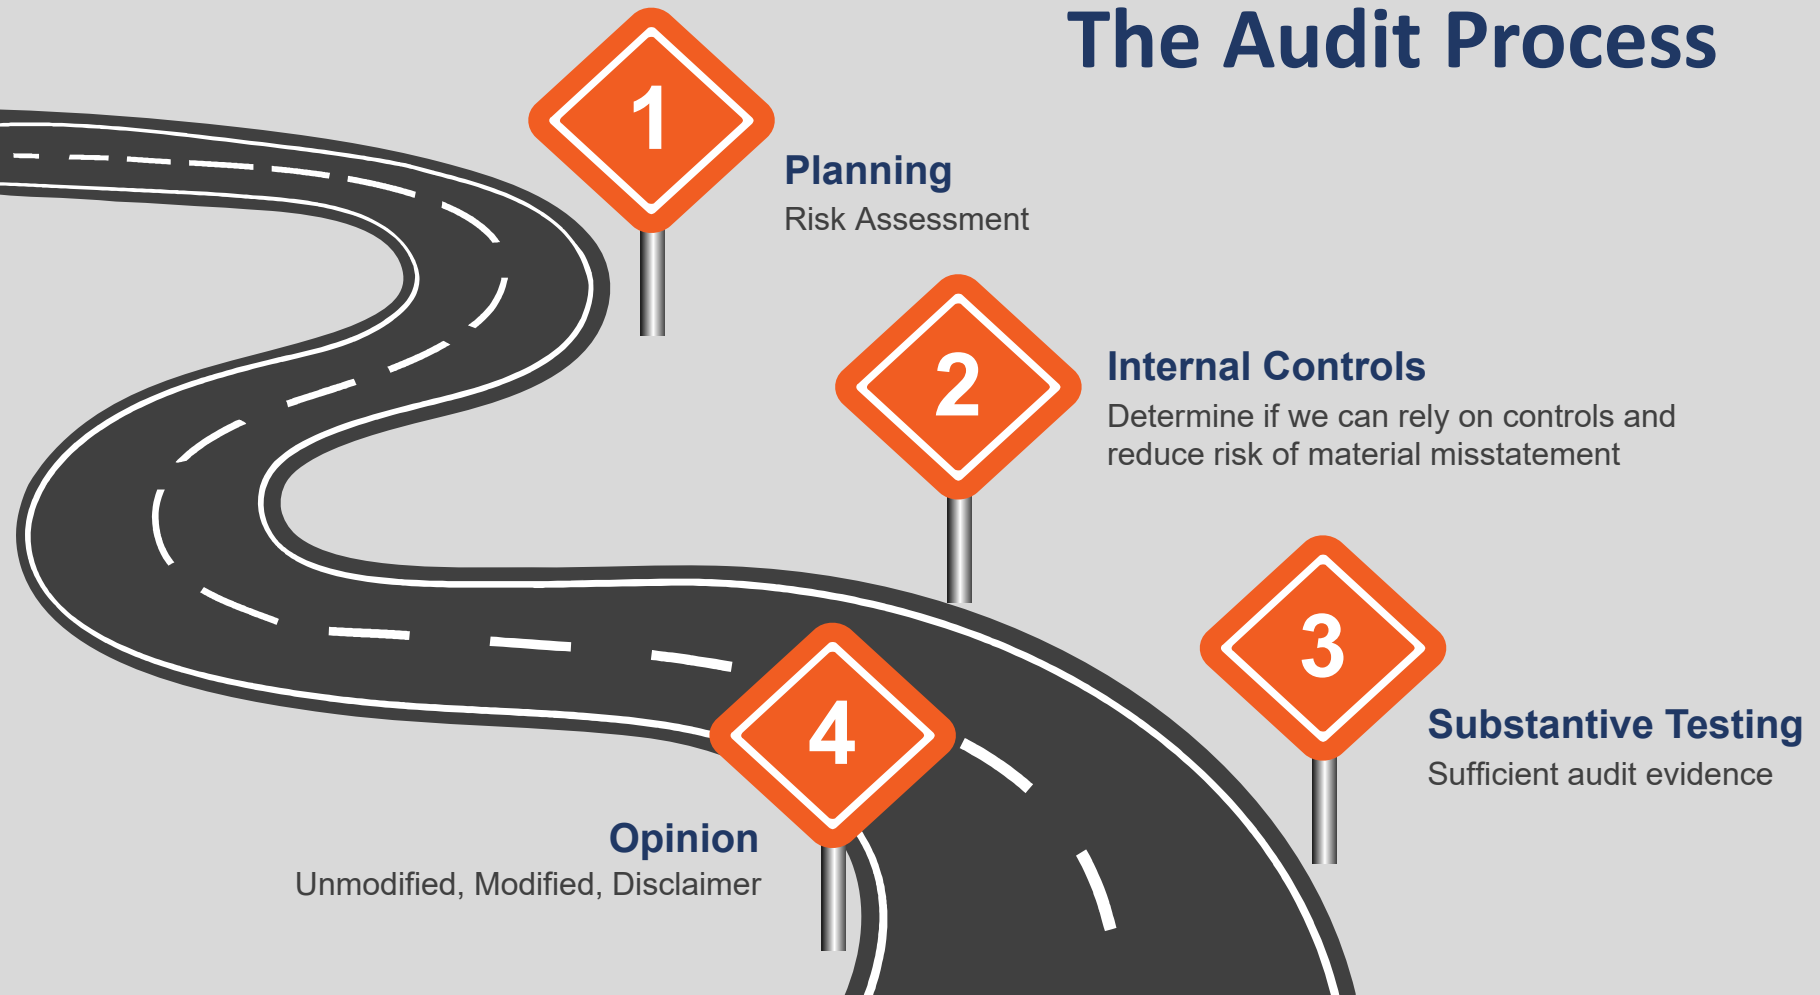 The Audit Process
1
Planning
Risk Assessment
2
Internal Controls
Determine if we can rely on controls and
reduce risk of material misstatement
3
Substantive Testing
Sufficient audit evidence
4
Opinion
Unmodified, Modified, Disclaimer